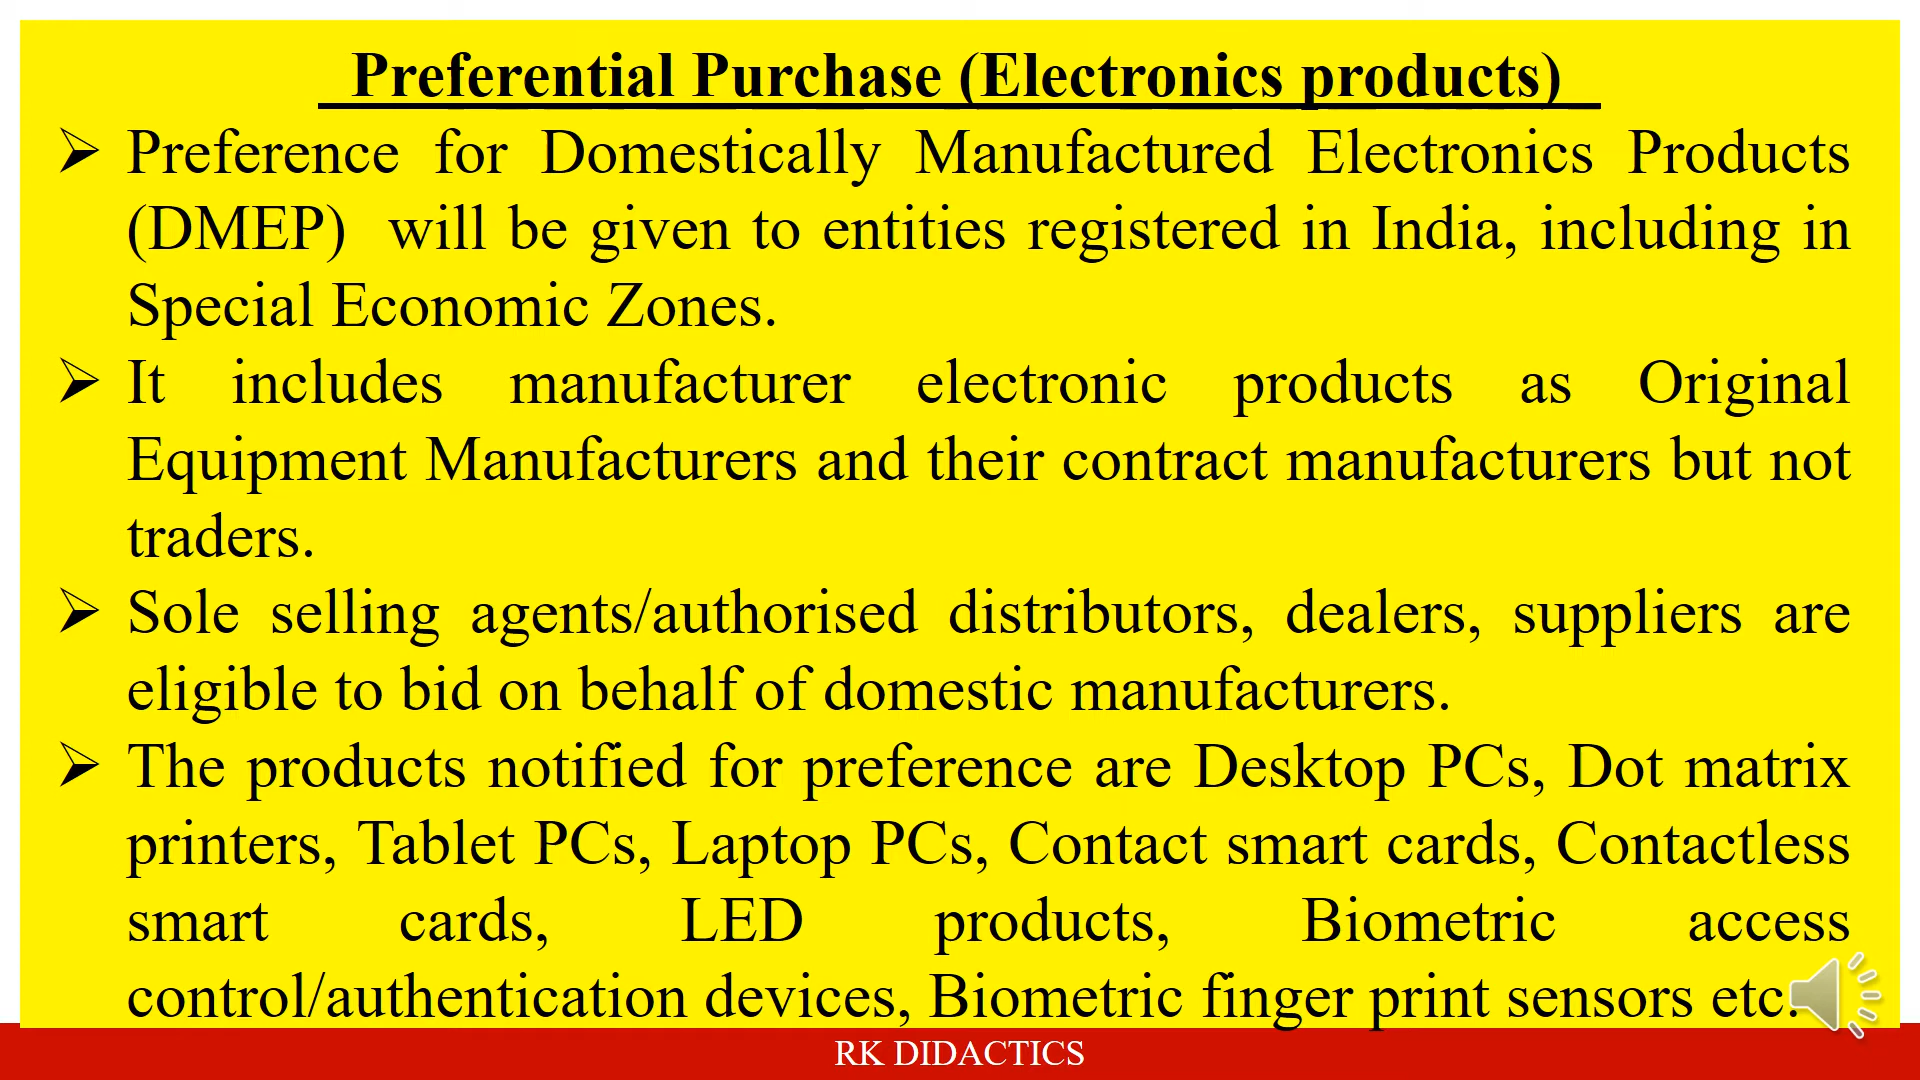 Preferential Purchase (Electronics products)
➢ Preference for Domestically Manufactured Electronics Products
(DMEP) will be given to entities registered in India, including in
Special Economic Zones.
➢ It includes manufacturer electronic products as Original
Equipment Manufacturers and their contract manufacturers but not
traders.
➢ Sole selling agents/authorised distributors, dealers, suppliers are
eligible to bid on behalf of domestic manufacturers.
➢ The products notified for preference are Desktop PCs, Dot matrix
printers, Tablet PCs, Laptop PCs, Contact smart cards, Contactless
smart cards, LED products, Biometric access
control/authentication devices, Biometric finger print sensors etc.
RK DIDACTICS